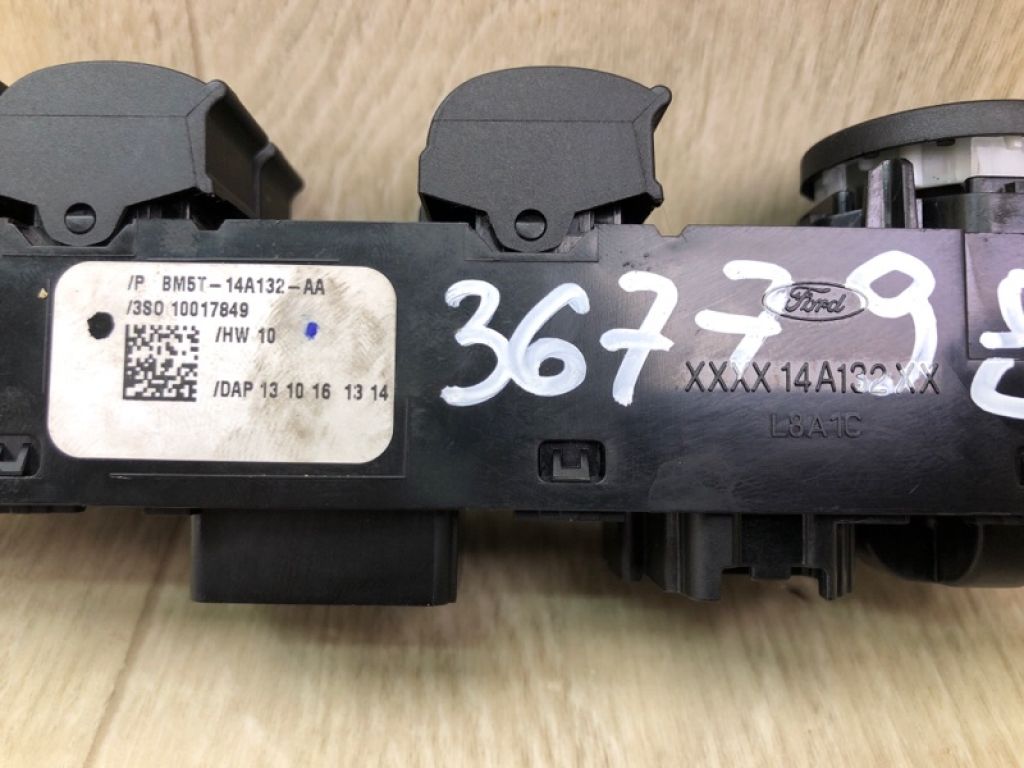 /P BM5T-14A132-AA
/3S0 10017849
/HW 10
/DAP 13 10 16 13 14
36779
Ford
XXXX 14A132 XX
L8A1C